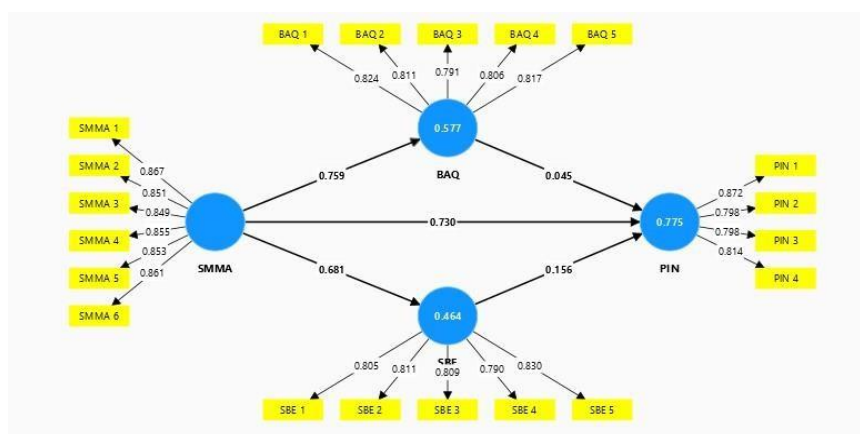 BAQ 1 BAQ 2 BAQ 3 BAQ 4 BAQ 5
0.824 0.811 0.791 0.806 0.817
0.577
BAQ
SMMA 1
SMMA 2
SMMA 3
SMMA 4
SMMA 5
SMMA 6
0.867
0.851
0.849
0.855
0.853
0.861
SMMA
0.759
0.730
0.681
0.045
0.156
0.775
PIN
0.872
0.798
0.798
0.814
PIN 1
PIN 2
PIN 3
PIN 4
0.464
SBE
0.805 0.811 0.809 0.790 0.830
SBE 1 SBE 2 SBE 3 SBE 4 SBE 5